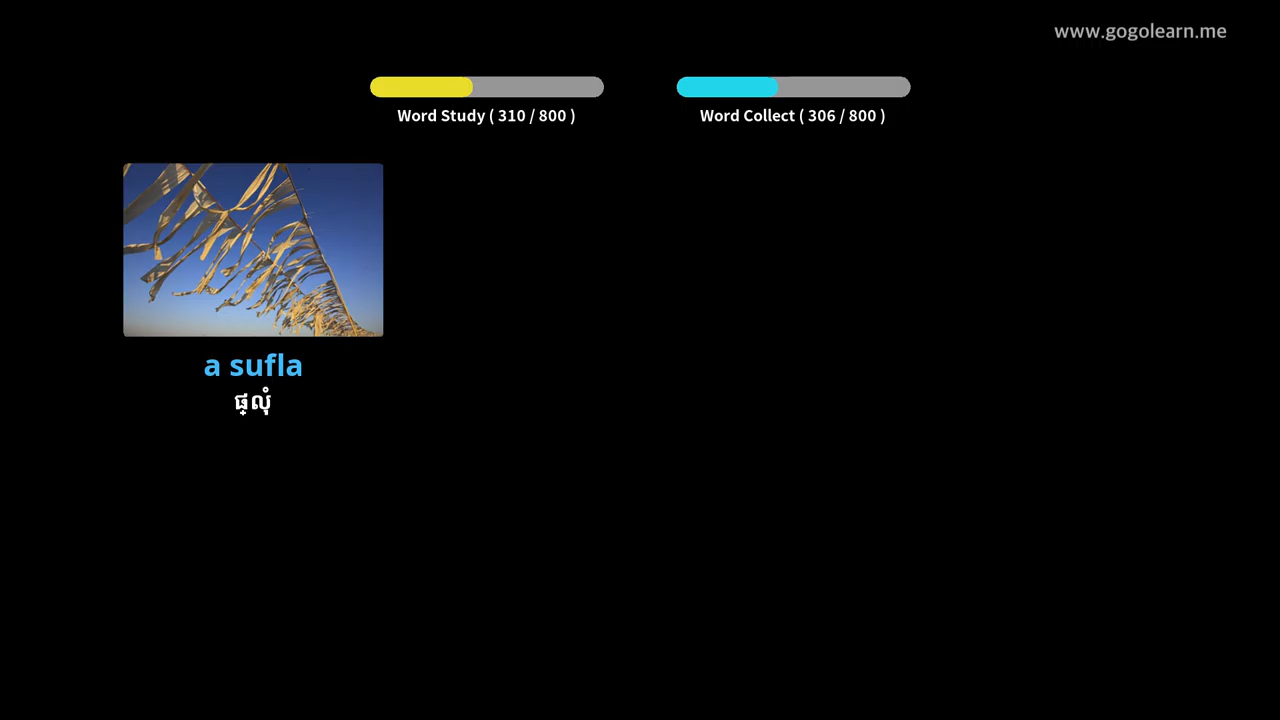 www.gogolearn.me
Word Study ( 310 / 800 )
Word Collect ( 306 / 800 )
a sufla
ផ្លុំ